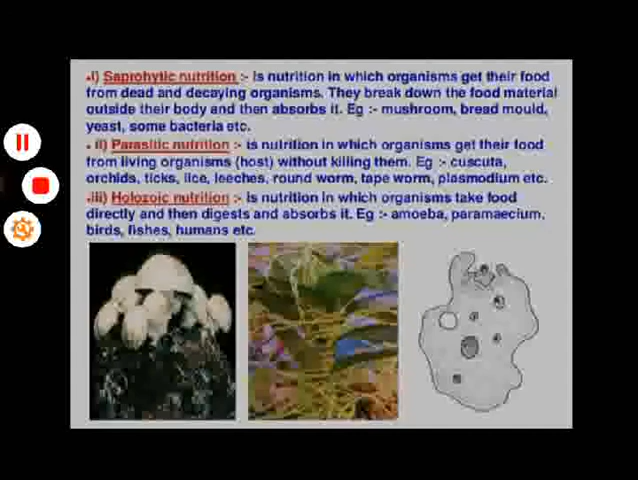 .i) Saprohytic nutrition :- is nutrition in which organisms get their food
from dead and decaying organisms. They break down the food material
outside their body and then absorbs it. Eg :- mushroom, bread mould,
yeast, some bacteria etc.
. ii) Parasitic nutrition :- is nutrition in which organisms get their food
from living organisms (host) without killing them. Eg :- cuscuta,
orchids, ticks, lice, leeches, round worm, tape worm, plasmodium etc.
.iii) Holozoic nutrition :- is nutrition in which organisms take food
directly and then digests and absorbs it. Eg :- amoeba, paramaecium,
birds, fishes, humans etc.